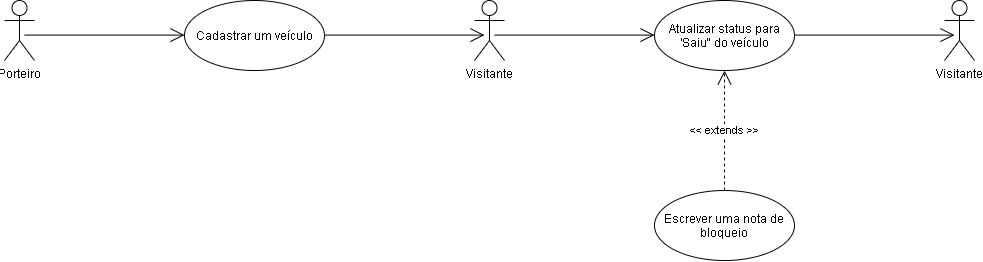 Cadastrar um veículo
Atualizar status para
'Saiu" do veículo
Porteiro
Visitante
Visitante
<< extends >>
Escrever uma nota de
bloqueio